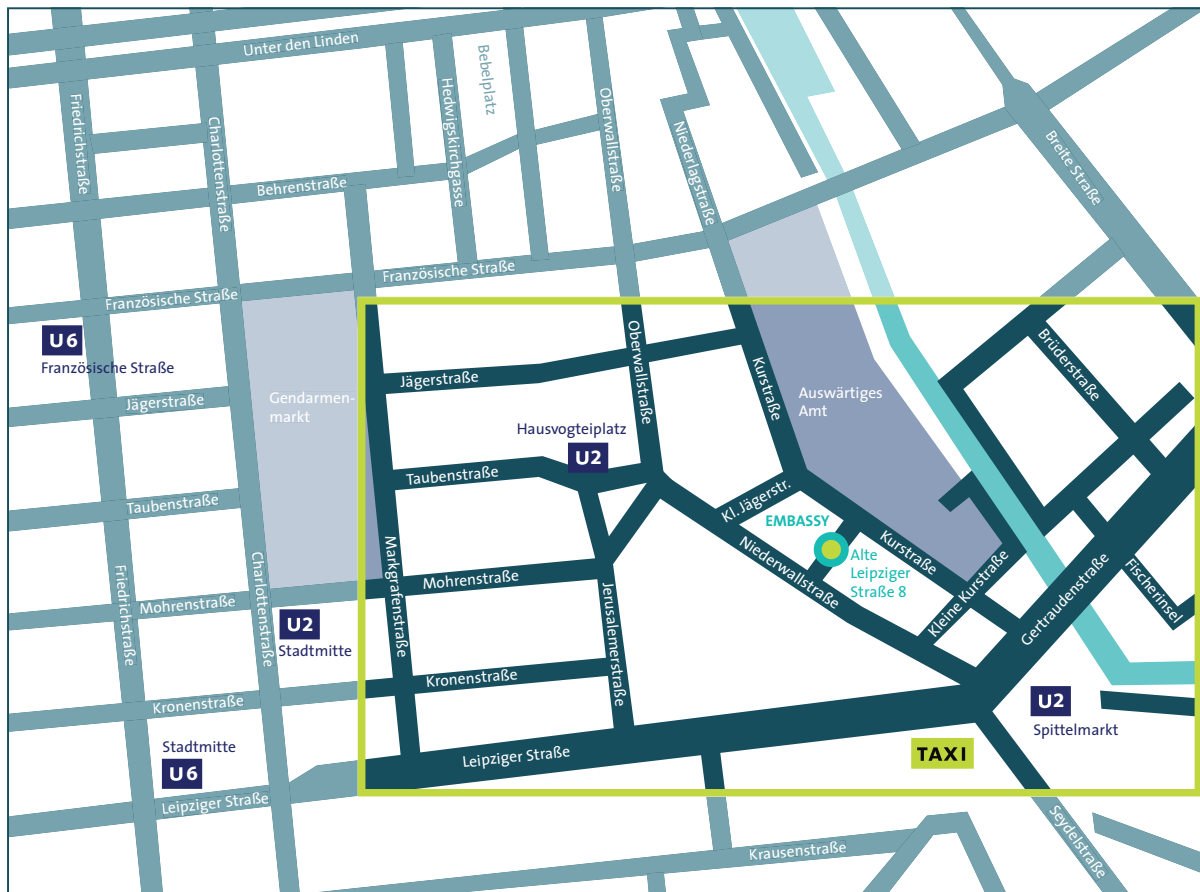 Unter den Linden
Bebelplatz
Friedrichstraße
Charlottenstraße
Hedwigskirchgasse
Oberwallstraße
Niederlagstraße
Breite Straße
Behrenstraße
Französische Straße
Französische Straße
U6
Französische Straße
Jägerstraße
Gendarmen-
markt
Jägerstraße
Oberwallstraße
Kurstraße
Auswärtiges
Amt
Brüderstraße
Hausvogteiplatz
U2
Taubenstraße
Taubenstraße
Kl. Jägerstr.
EMBASSY
Alte
Leipziger
Straße 8
Kurstraße
Niederwallstraße
Kleine Kurstraße
Gertraudenstraße
Fischerinsel
Friedrichstraße
Charlottenstraße
Markgrafenstraße
Mohrenstraße
Mohrenstraße
Jerusalemerstraße
U2
Stadtmitte
Kronenstraße
Kronenstraße
U2
Spittelmarkt
Stadtmitte
U6
Leipziger Straße
Leipziger Straße
TAXI
Seydelstraße
Krausenstraße